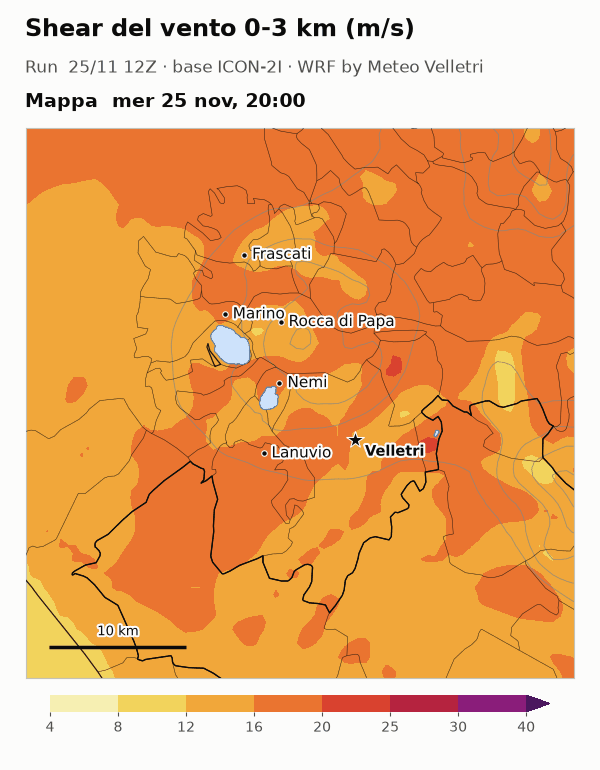 Shear del vento 0-3 km (m/s)
Run  25/11 12Z · base ICON-2I · WRF by Meteo Velletri
Mappa  mer 25 nov, 20:00
Frascati
Marino
Rocca di Papa
Nemi
Velletri
Lanuvio
10 km
4 8 12 16 20 25 30 40